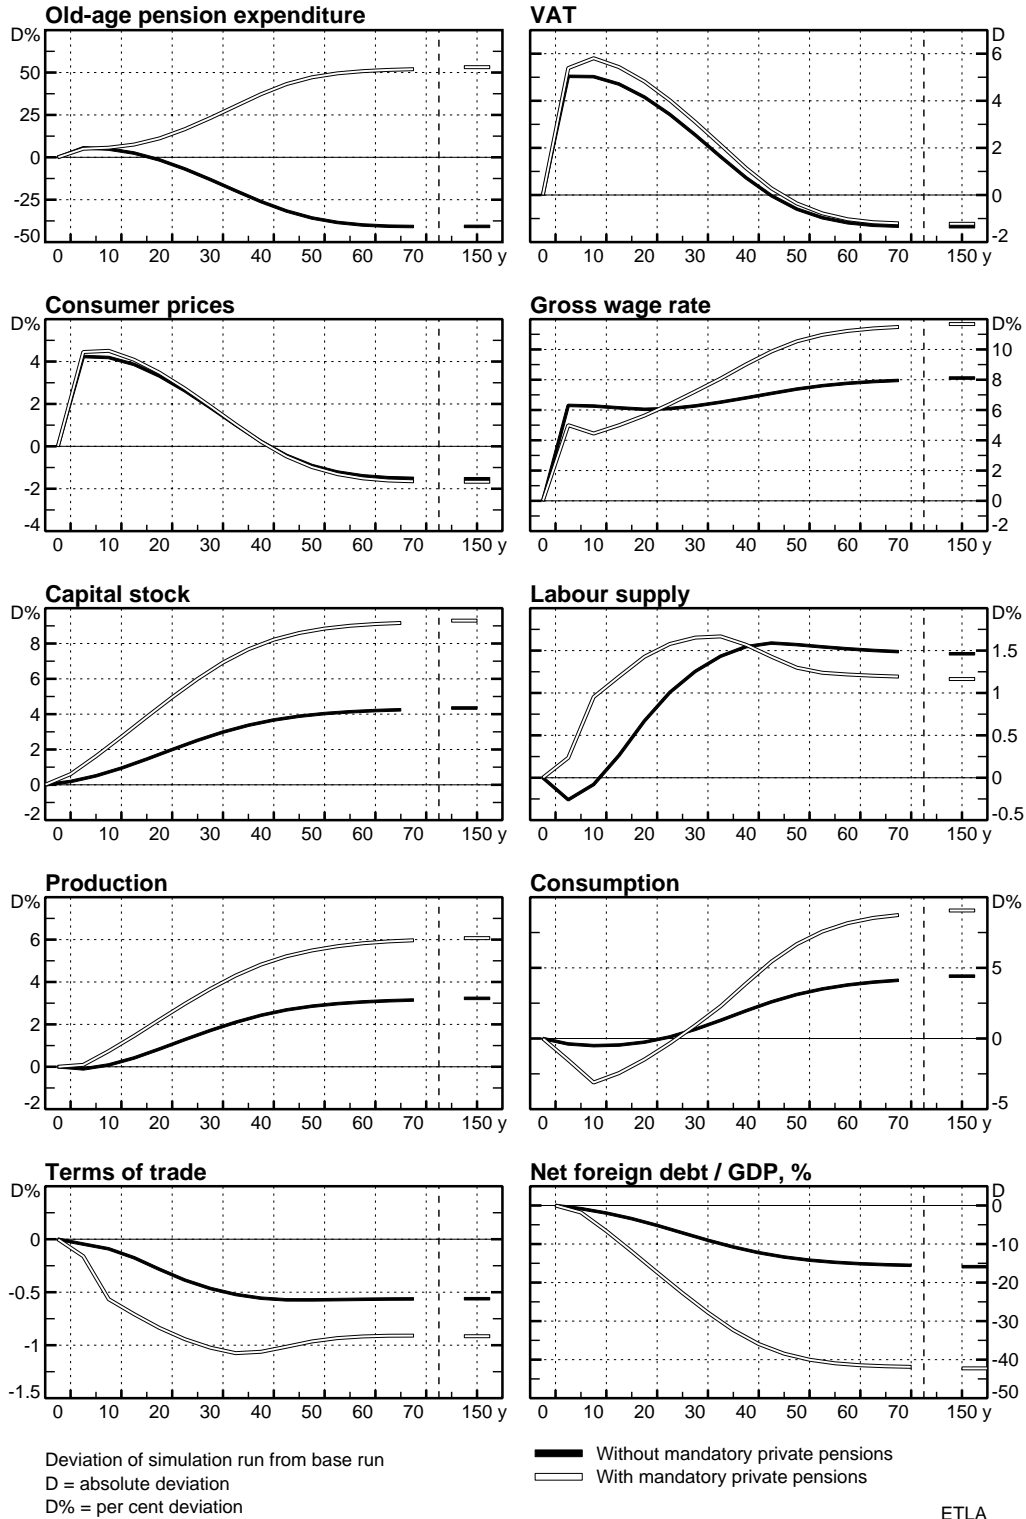 Old-age pension expenditure
D%
50
25
0
-25
-50
0 10 20 30 40 50 60 70 150 y
VAT
D
6
4
2
0
-2
0 10 20 30 40 50 60 70 150 y
Consumer prices
D%
4
2
0
-2
-4
0 10 20 30 40 50 60 70 150 y
Gross wage rate
D%
10
8
6
4
2
0
-2
0 10 20 30 40 50 60 70 150 y
Capital stock
D%
8
6
4
2
0
-2
0 10 20 30 40 50 60 70 150 y
Labour supply
D%
1.5
1
0.5
0
-0.5
0 10 20 30 40 50 60 70 150 y
Production
D%
6
4
2
0
-2
0 10 20 30 40 50 60 70 150 y
Consumption
D%
5
0
-5
0 10 20 30 40 50 60 70 150 y
Terms of trade
D%
0
-0.5
-1
-1.5
0 10 20 30 40 50 60 70 150 y
Net foreign debt / GDP, %
D
0
-10
-20
-30
-40
-50
0 10 20 30 40 50 60 70 150 y
Deviation of simulation run from base run
D = absolute deviation
D% = per cent deviation
Without mandatory private pensions
With mandatory private pensions
ETLA